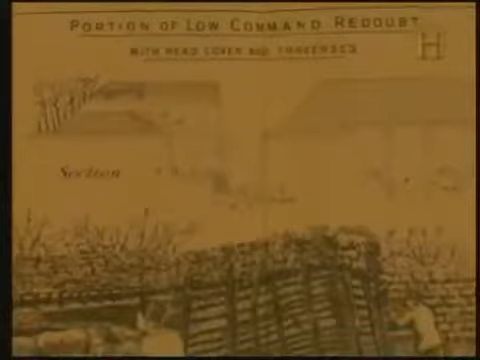 PORTION OF LOW COMMAND REDOUBT
WITH HEAD COVER AND TRAVERSES
H
Section